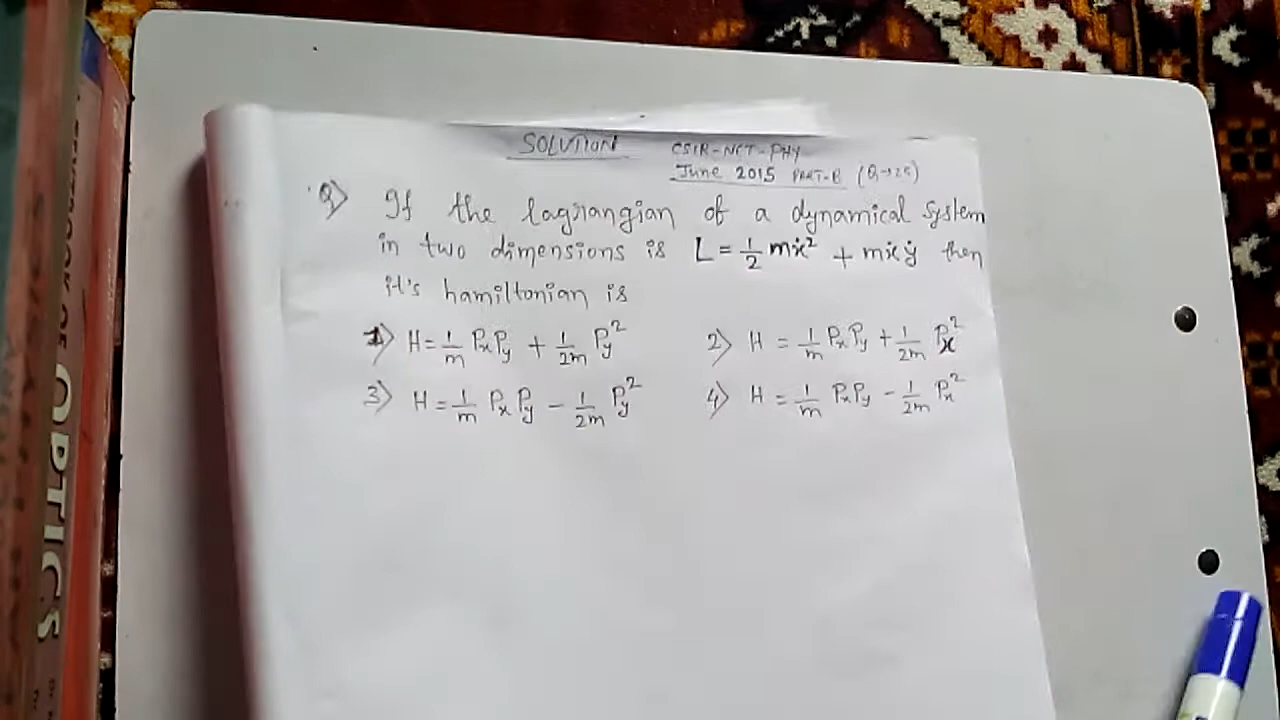 SOLUTION CSIR-NET-PHY
June 2015 PART-B (Q→25)
Q> If the lagrangian of a dynamical system
in two dimensions is L = 1/2 mẋ² + mẋẏ then
it's hamiltonian is
1> H = 1/m PxPy + 1/2m Py² 2> H = 1/m PxPy + 1/2m Px²
3> H = 1/m PxPy - 1/2m Py² 4> H = 1/m PxPy - 1/2m Px²
OPTICS